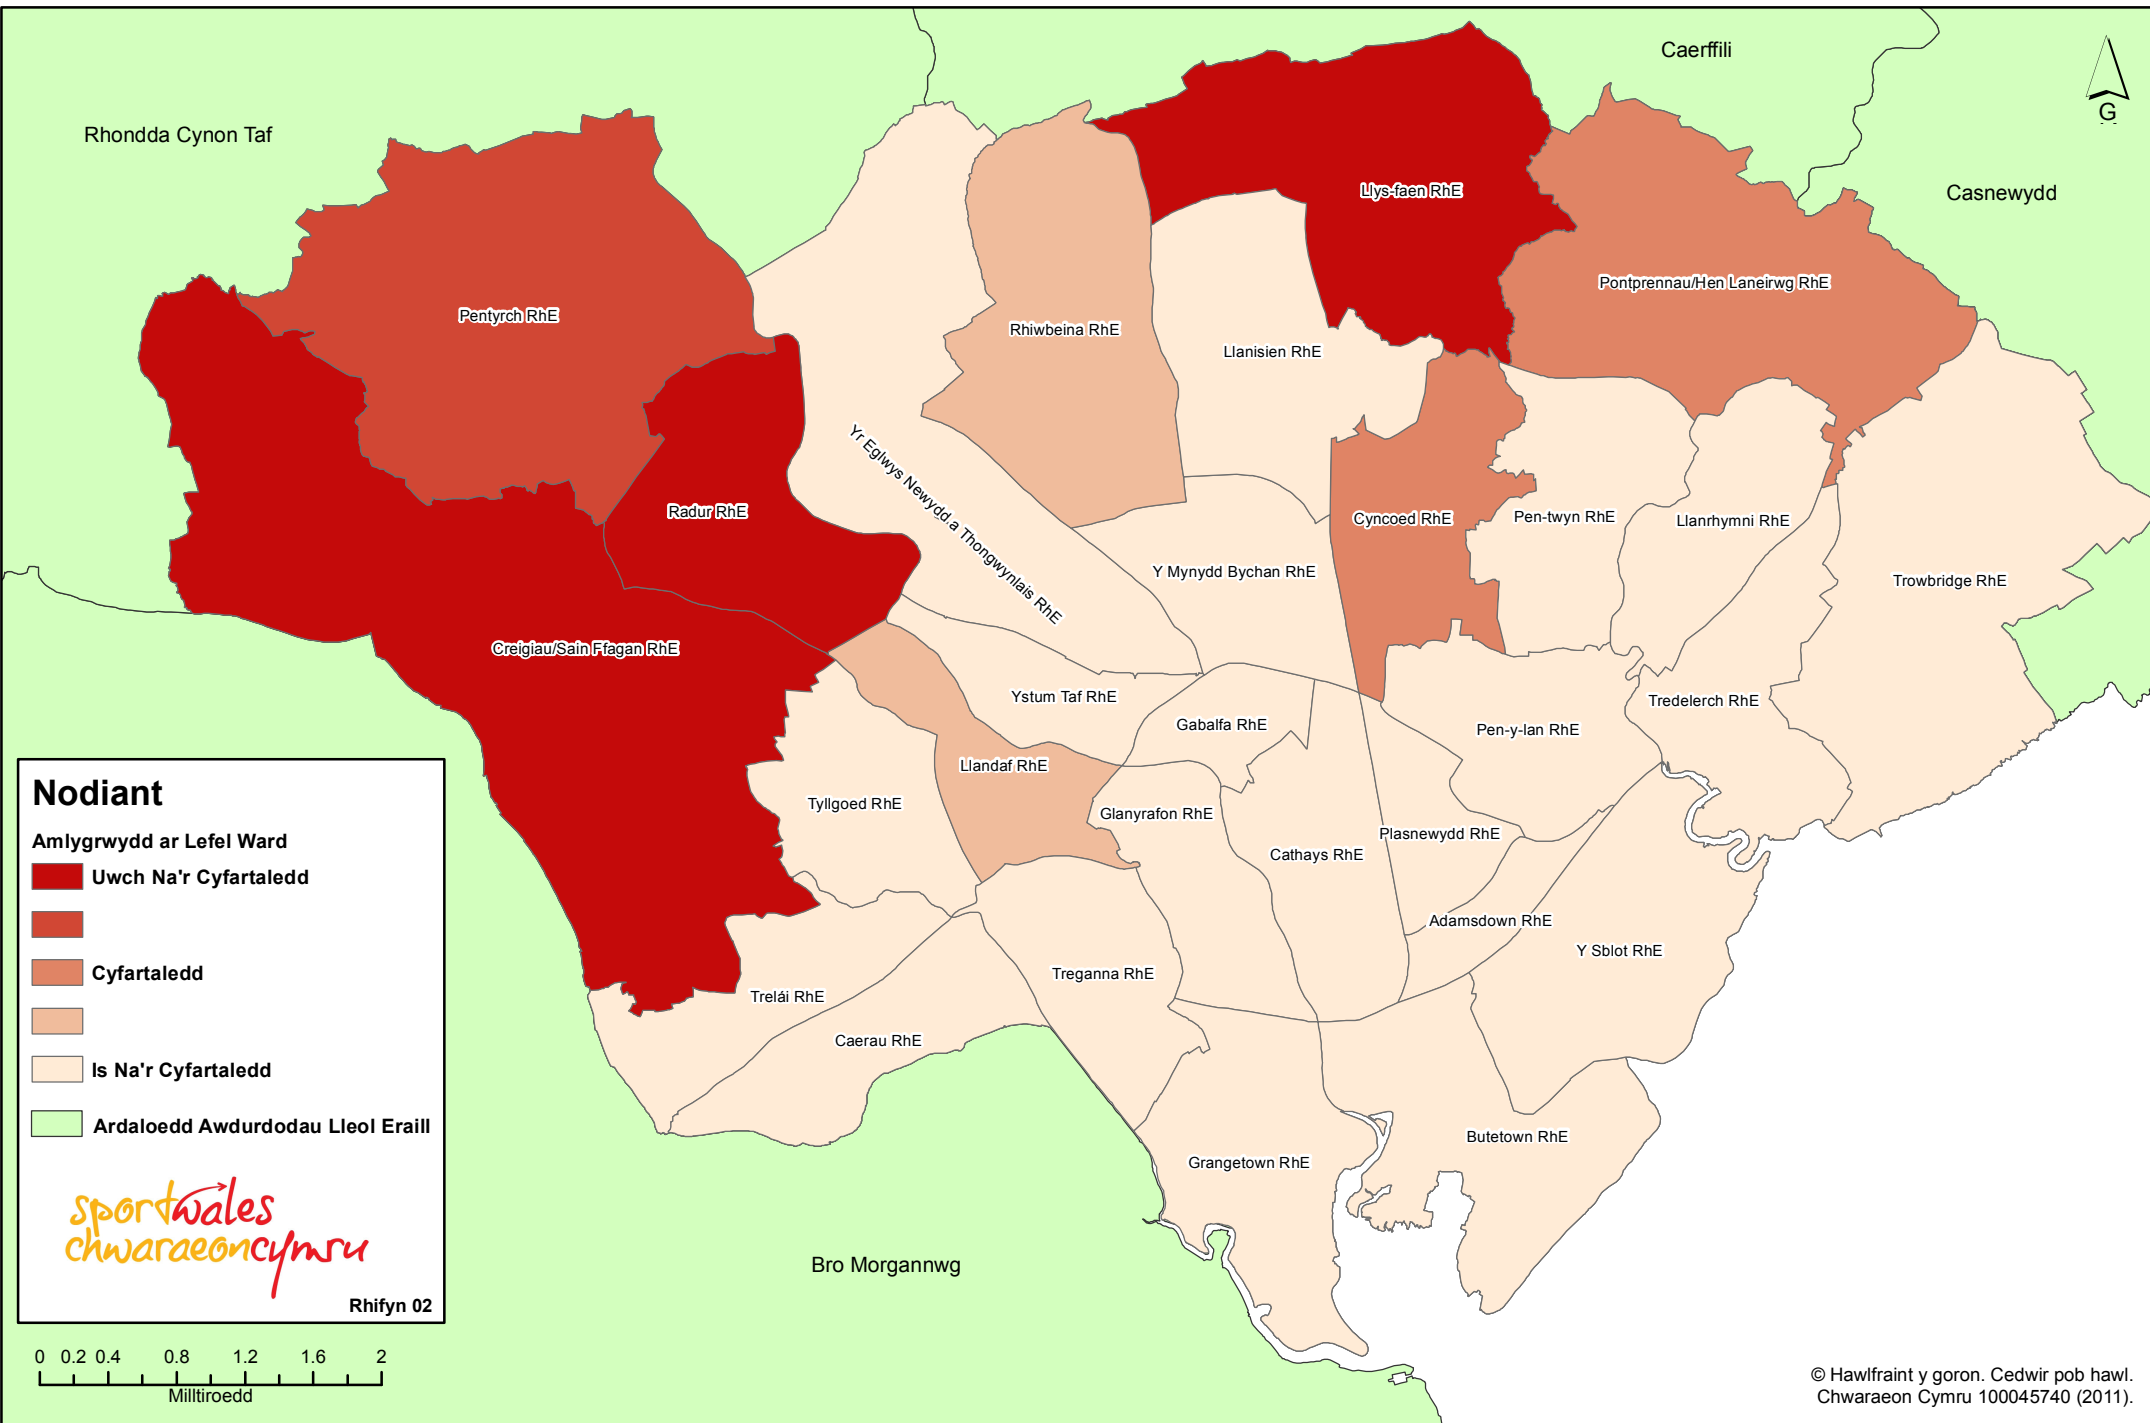 Caerffili
G
Rhondda Cynon Taf
Casnewydd
Llys-faen RhE
Pontprennau/Hen Laneirwg RhE
Pentyrch RhE
Rhiwbeina RhE
Llanisien RhE
Yr Eglwys Newydd a Thongwynlais RhE
Radur RhE
Cyncoed RhE
Pen-twyn RhE
Llanrhymni RhE
Y Mynydd Bychan RhE
Trowbridge RhE
Creigiau/Sain Ffagan RhE
Ystum Taf RhE
Tredelerch RhE
Gabalfa RhE
Pen-y-lan RhE
Llandaf RhE
Tyllgoed RhE
Glanyrafon RhE
Plasnewydd RhE
Cathays RhE
Adamsdown RhE
Y Sblot RhE
Treganna RhE
Trelái RhE
Caerau RhE
Butetown RhE
Grangetown RhE
Bro Morgannwg
Nodiant
Amlygrwydd ar Lefel Ward
Uwch Na'r Cyfartaledd
Cyfartaledd
Is Na'r Cyfartaledd
Ardaloedd Awdurdodau Lleol Eraill
sportwales
chwaraeoncymru
Rhifyn 02
0 0.2 0.4 0.8 1.2 1.6 2
Milltiroedd
© Hawlfraint y goron. Cedwir pob hawl.
Chwaraeon Cymru 100045740 (2011).